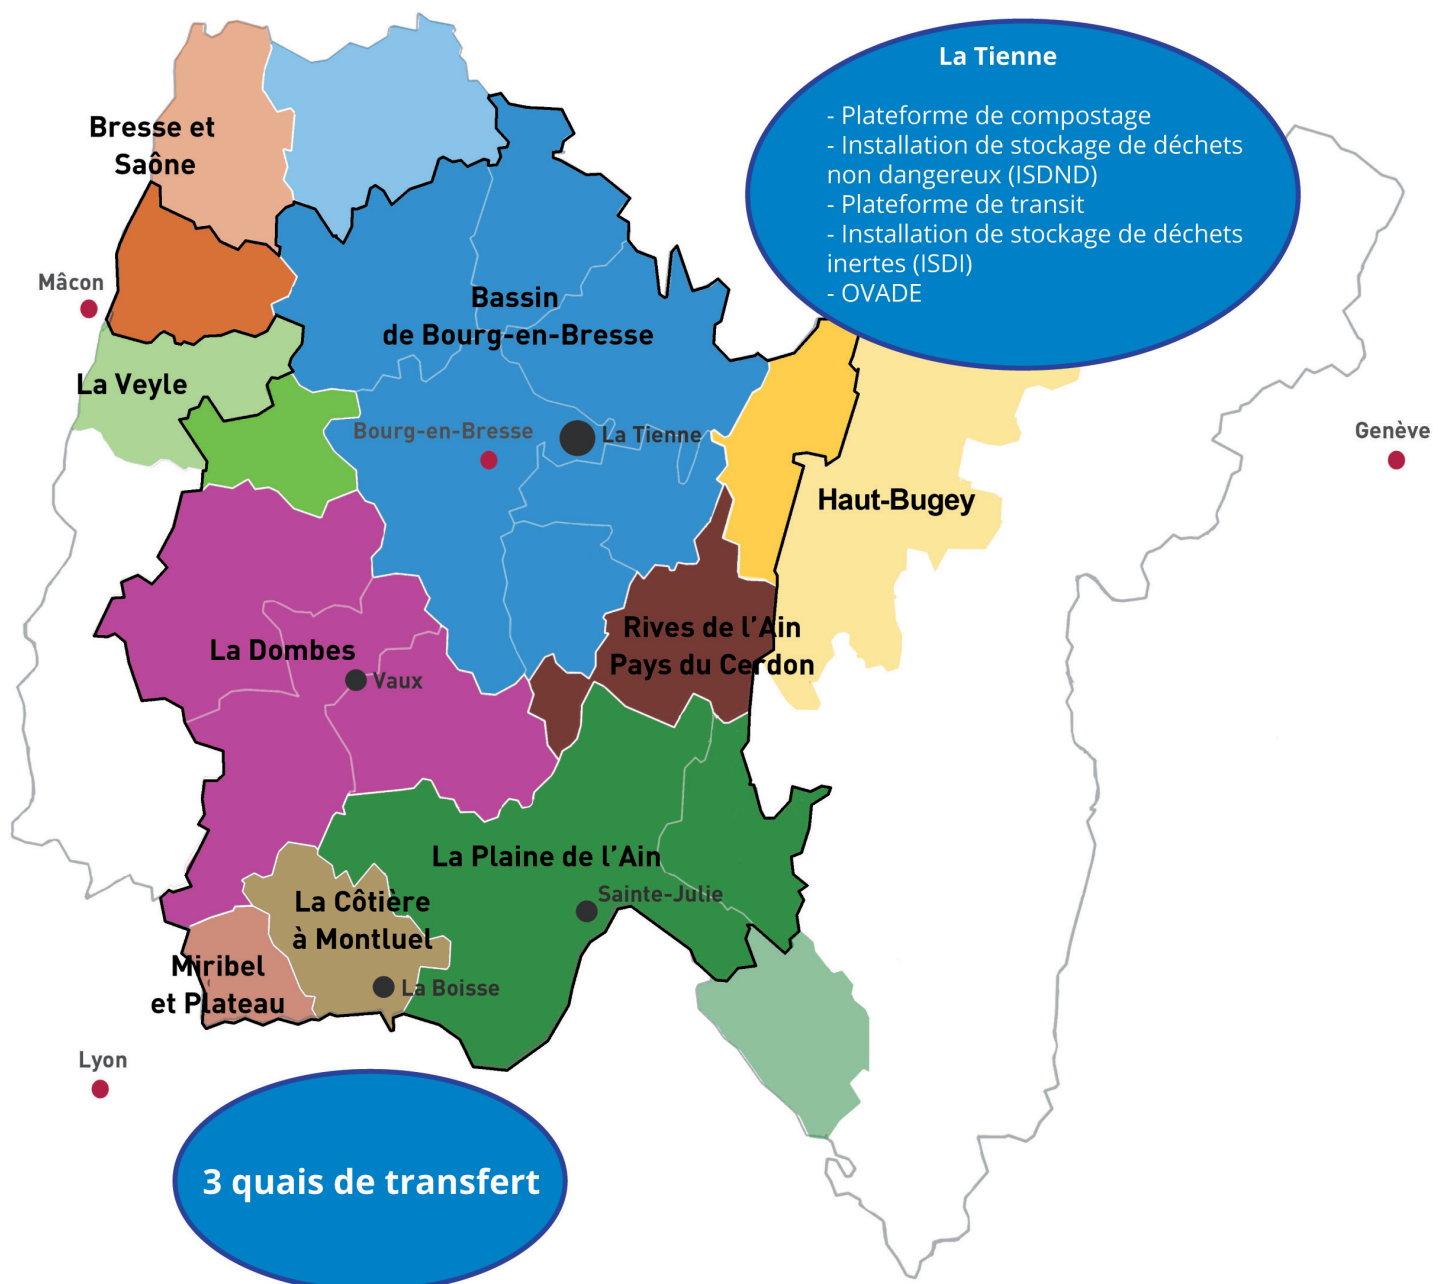 La Tienne
- Plateforme de compostage
- Installation de stockage de déchets
non dangereux (ISDND)
- Plateforme de transit
- Installation de stockage de déchets
inertes (ISDI)
- OVADE
Bresse et
Saône
Mâcon
Bassin
de Bourg-en-Bresse
La Veyle
Bourg-en-Bresse
La Tienne
Genève
Haut-Bugey
Rives de l'Ain
Pays du Cerdon
La Dombes
Vaux
La Plaine de l'Ain
Sainte-Julie
La Côtière
à Montluel
Miribel
et Plateau
La Boisse
Lyon
3 quais de transfert